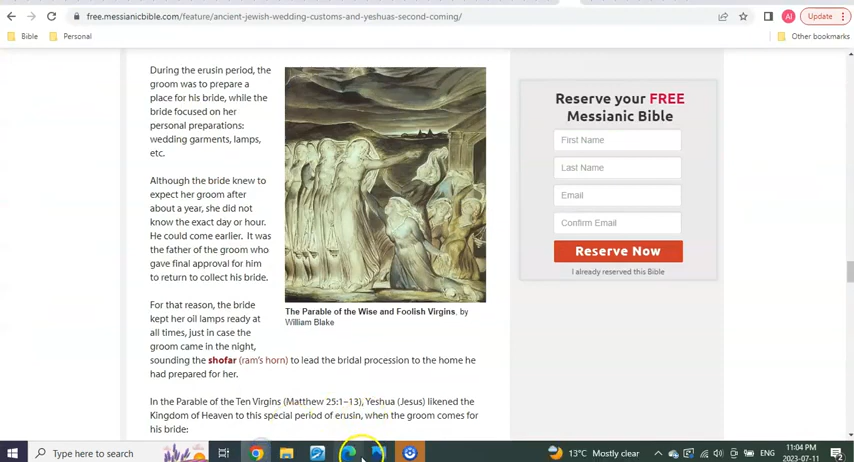 free.messianicbible.com/feature/ancient-jewish-wedding-customs-and-yeshuas-second-coming/
AI
Update
Bible
Personal
Other bookmarks
During the erusin period, the
groom was to prepare a
place for his bride, while the
bride focused on her
personal preparations:
wedding garments, lamps,
etc.
Although the bride knew to
expect her groom after
about a year, she did not
know the exact day or hour.
He could come earlier.  It was
the father of the groom who
gave final approval for him
to return to collect his bride.
For that reason, the bride
kept her oil lamps ready at
all times, just in case the
groom came in the night,
sounding the shofar (ram's horn) to lead the bridal procession to the home he
had prepared for her.
The Parable of the Wise and Foolish Virgins, by
William Blake
In the Parable of the Ten Virgins (Matthew 25:1–13), Yeshua (Jesus) likened the
Kingdom of Heaven to this special period of erusin, when the groom comes for
his bride:
Reserve your FREE
Messianic Bible
First Name
Last Name
Email
Confirm Email
Reserve Now
I already reserved this Bible
Type here to search
13°C Mostly clear
ENG
11:04 PM
2023-07-11
2